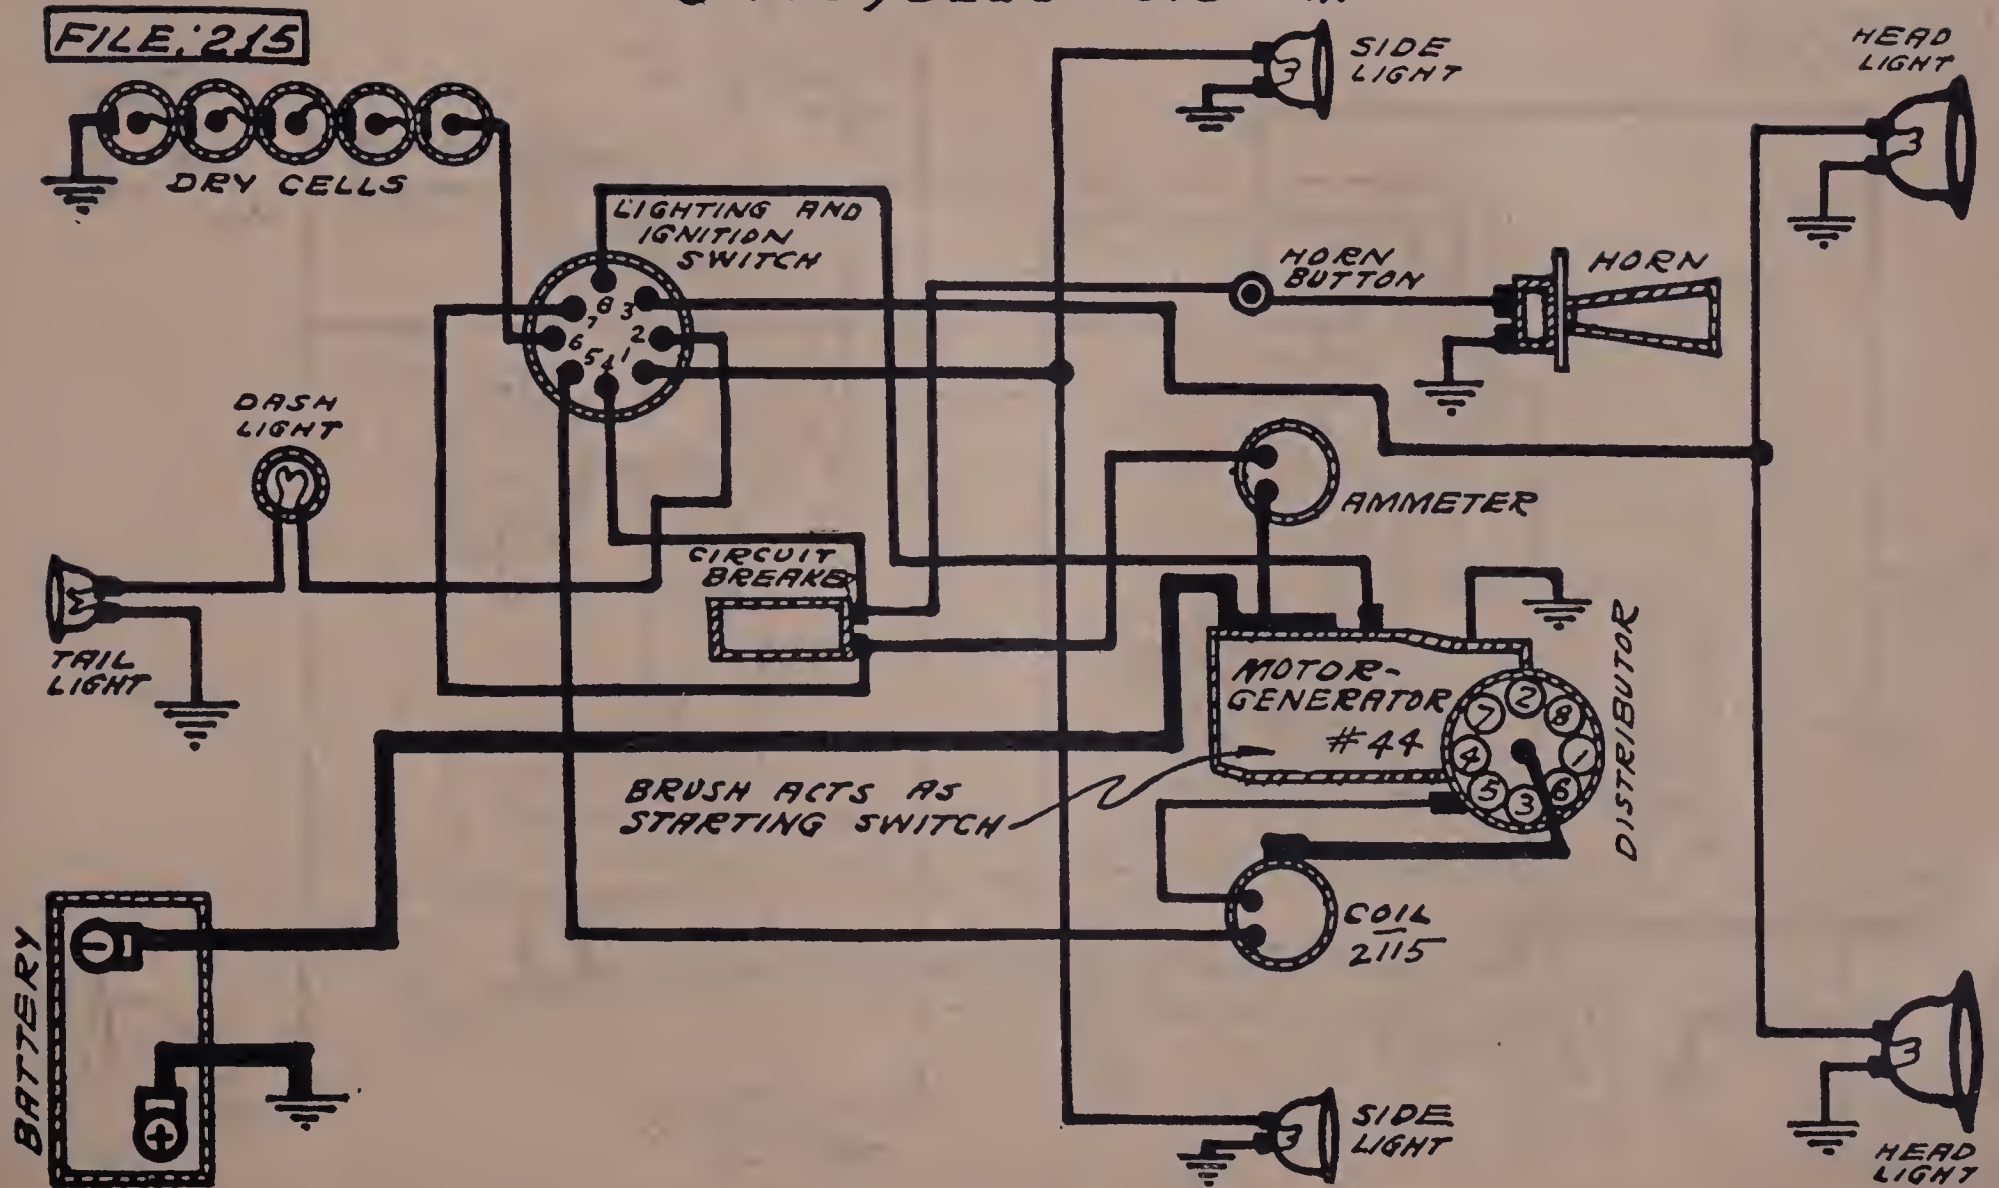 FILE, 215
DRY CELLS
SIDE
LIGHT
HEAD
LIGHT
LIGHTING AND
IGNITION
SWITCH
8
7
3
6
2
5
4
1
HORN
BUTTON
HORN
DASH
LIGHT
AMMETER
CIRCUIT
BREAKER
TAIL
LIGHT
MOTOR-
GENERATOR
#44
DISTRIBUTOR
2
7
8
4
1
5
6
3
BRUSH ACTS AS
STARTING SWITCH
COIL
2115
BATTERY
-
+
SIDE
LIGHT
HEAD
LIGHT